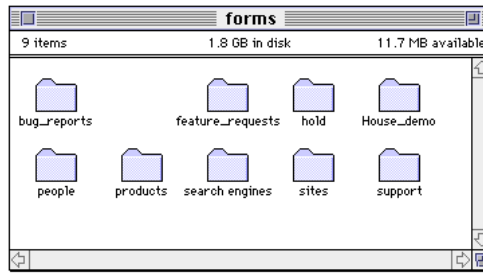 forms
9 items 1.8 GB in disk 11.7 MB available
bug_reports feature_requests hold House_demo
people products search engines sites support